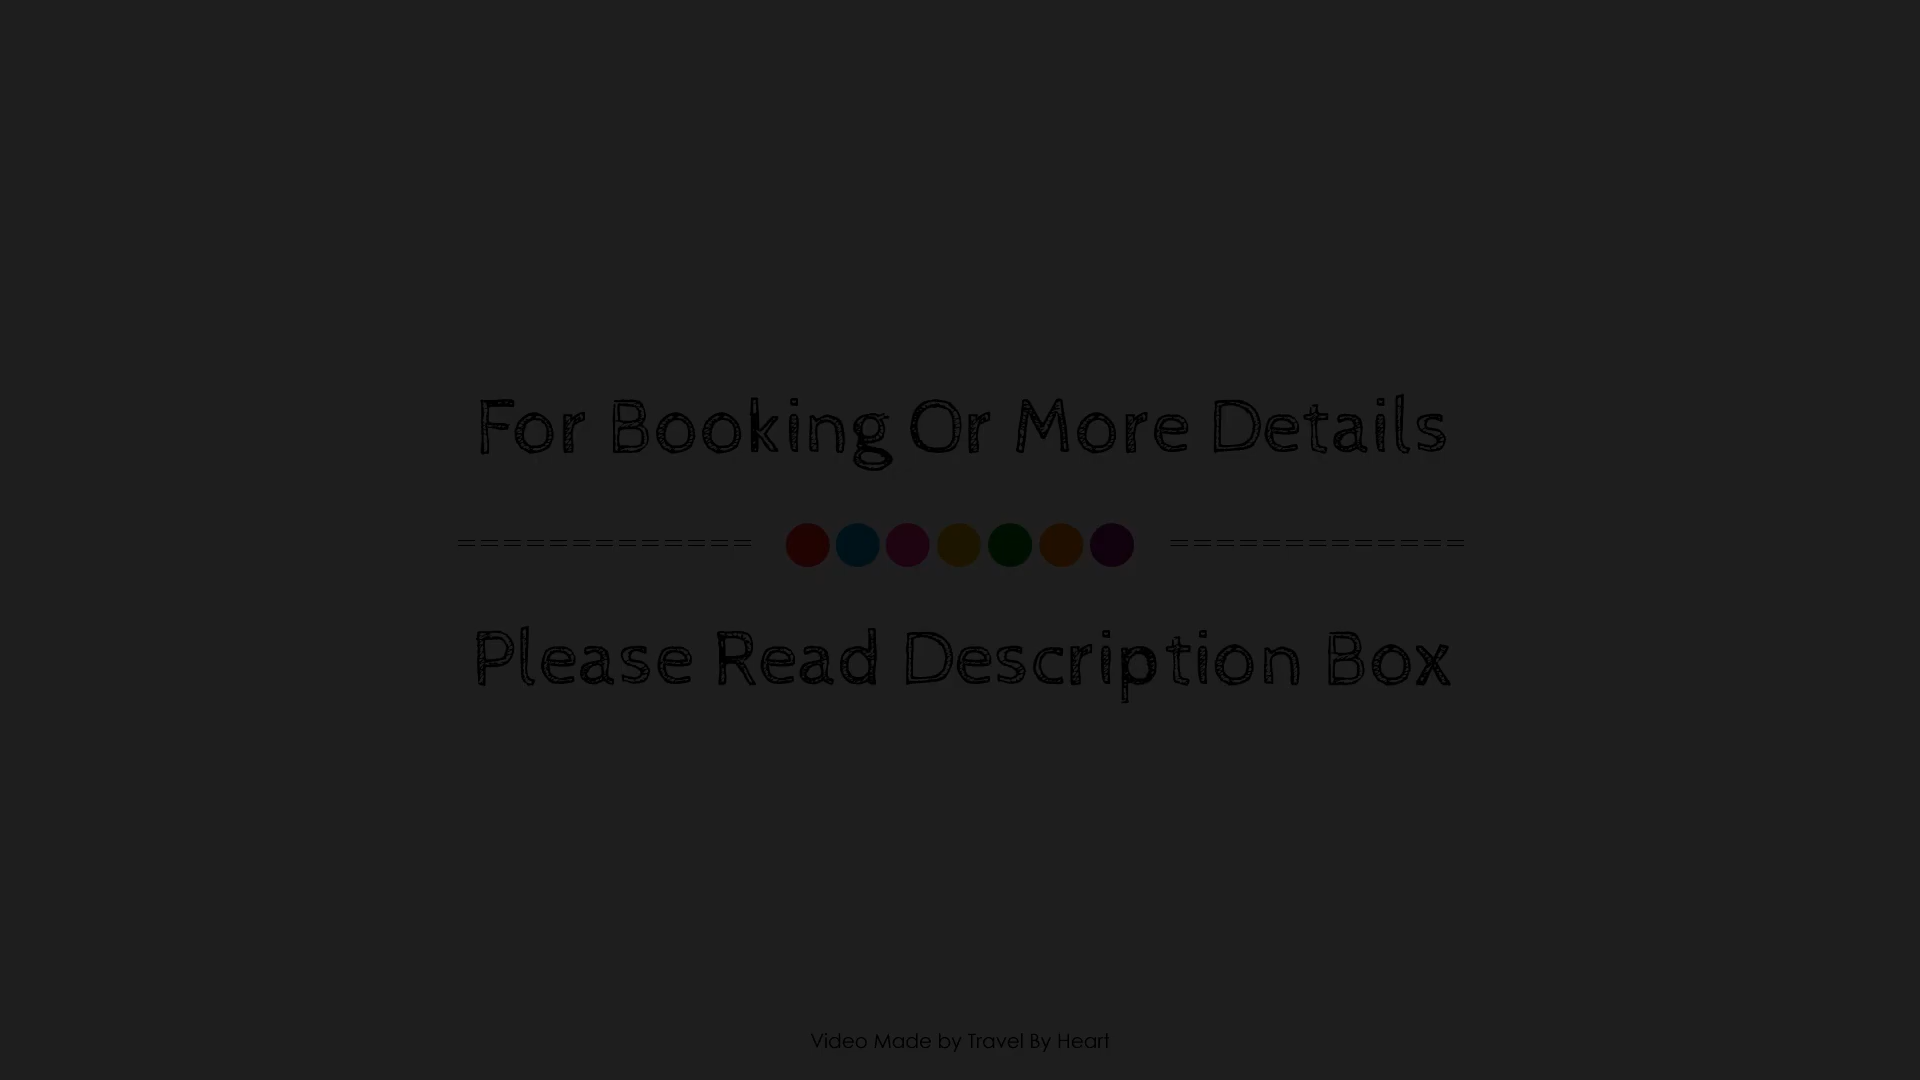 For Booking Or More Details
============= =============
Please Read Description Box
Video Made by Travel By Heart